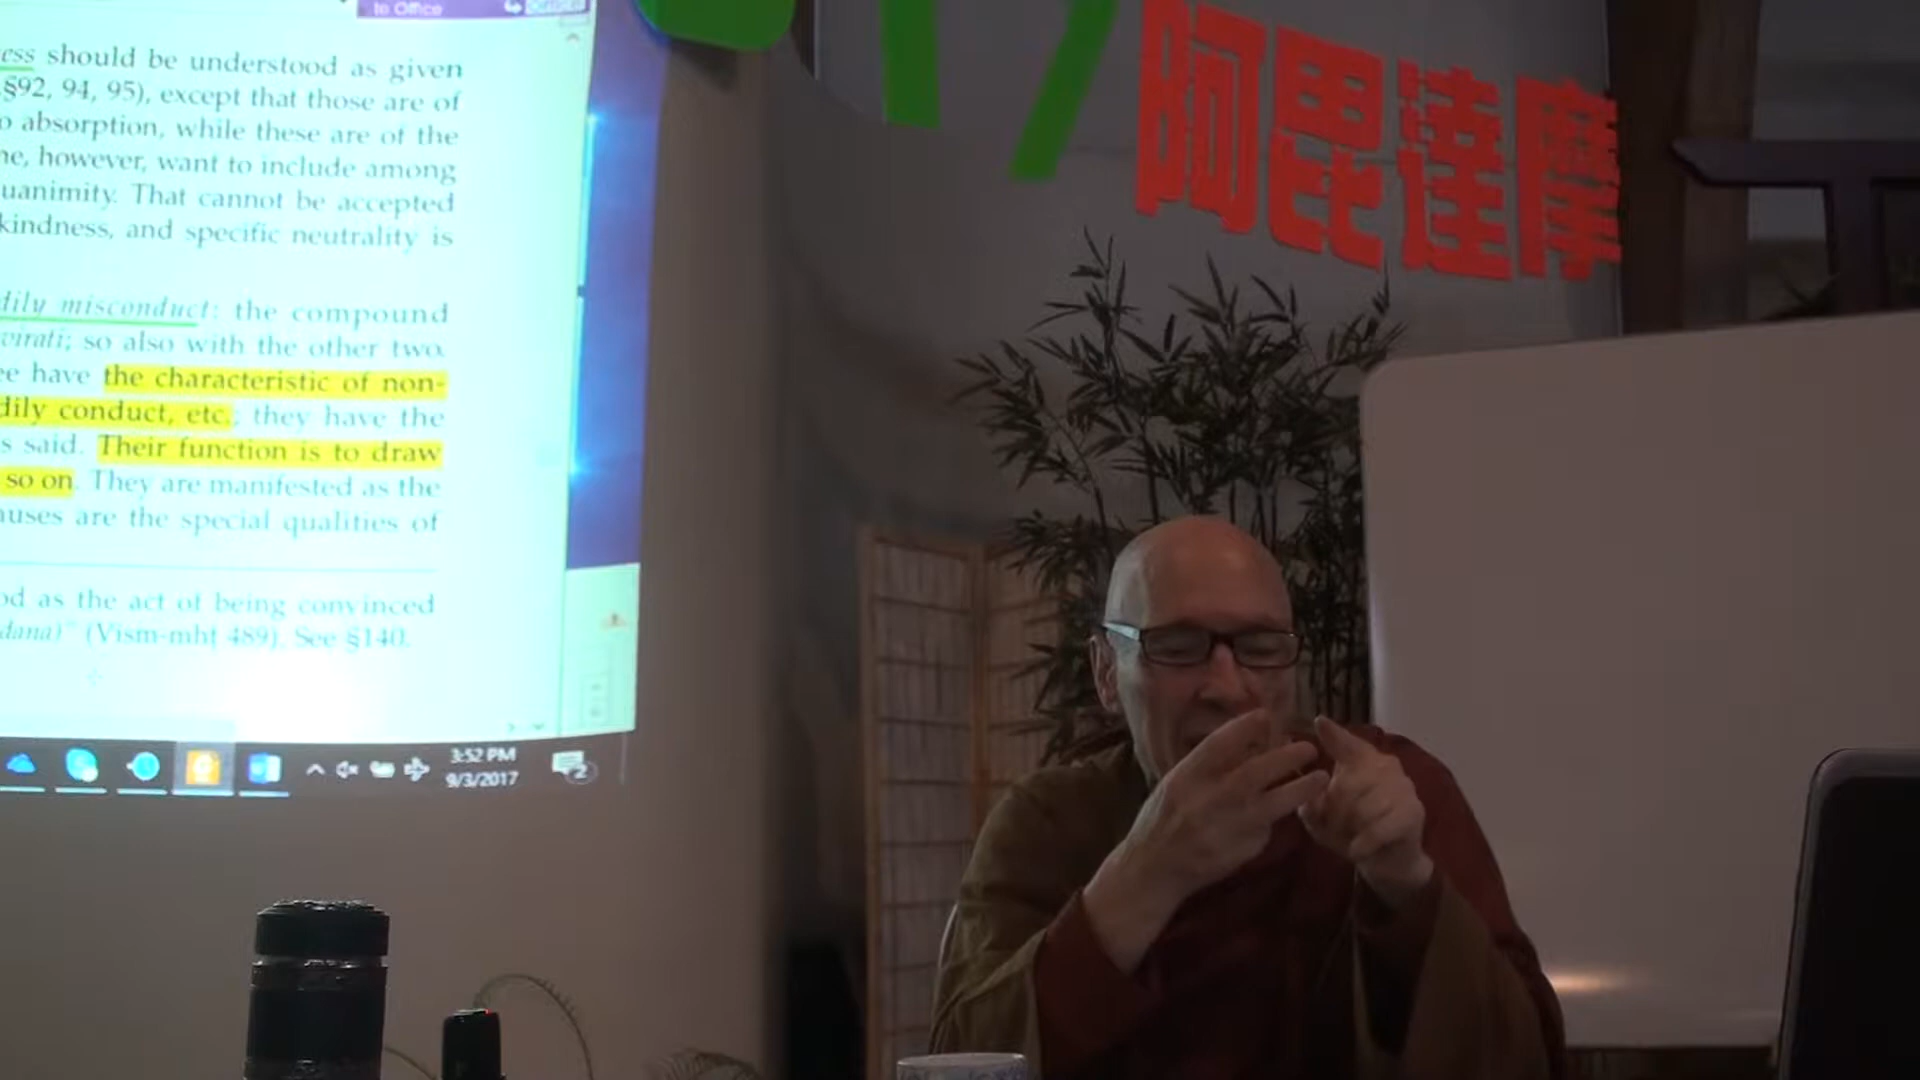 to Office
ess should be understood as given
§92, 94, 95), except that those are of
o absorption, while these are of the
ne, however, want to include among
uanimity. That cannot be accepted
kindness, and specific neutrality is
dily misconduct: the compound
virati; so also with the other two.
ee have the characteristic of non-
dily conduct, etc.; they have the
s said. Their function is to draw
so on. They are manifested as the
auses are the special qualities of
od as the act of being convinced
dana)" (Vism-mhṭ 489). See §140.
3:52 PM
9/3/2017
2
阿毘達摩